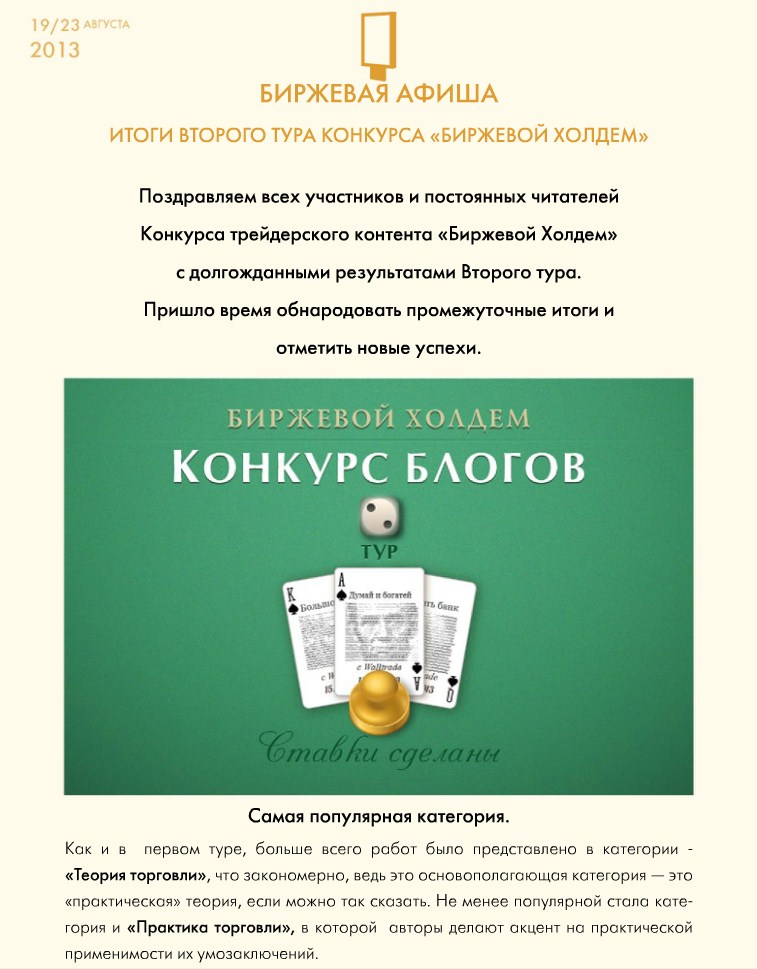 19/23 АВГУСТА
2013
БИРЖЕВАЯ АФИША
ИТОГИ ВТОРОГО ТУРА КОНКУРСА «БИРЖЕВОЙ ХОЛДЕМ»
Поздравляем всех участников и постоянных читателей
Конкурса трейдерского контента «Биржевой Холдем»
с долгожданными результатами Второго тура.
Пришло время обнародовать промежуточные итоги и
отметить новые успехи.
БИРЖЕВОЙ ХОЛДЕМ
КОНКУРС БЛОГОВ
ТУР
K
A
Думай и богатей
банк
A
Q
Ставки сделаны
Самая популярная категория.
Как и в первом туре, больше всего работ было представлено в категории -
«Теория торговли», что закономерно, ведь это основополагающая категория — это
«практическая» теория, если можно так сказать. Не менее популярной стала кате-
гория и «Практика торговли», в которой авторы делают акцент на практической
применимости их умозаключений.